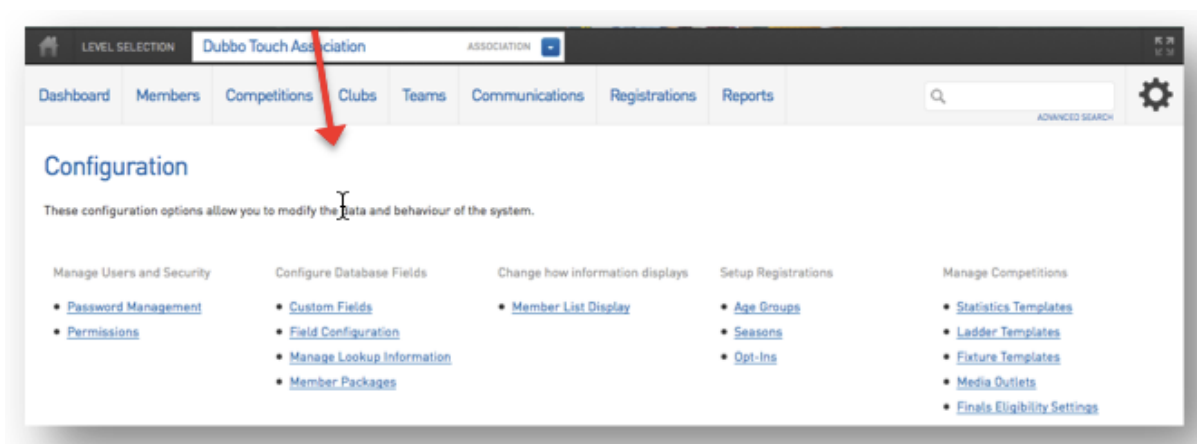 LEVEL SELECTION Dubbo Touch Association ASSOCIATION
Dashboard Members Competitions Clubs Teams Communications Registrations Reports
ADVANCED SEARCH
Configuration
These configuration options allow you to modify the data and behaviour of the system.
Manage Users and Security Configure Database Fields Change how information displays Setup Registrations Manage Competitions
• Password Management • Custom Fields • Member List Display • Age Groups • Statistics Templates
• Permissions • Field Configuration • Seasons • Ladder Templates
• Manage Lookup Information • Opt-Ins • Fixture Templates
• Member Packages • Media Outlets
• Finals Eligibility Settings